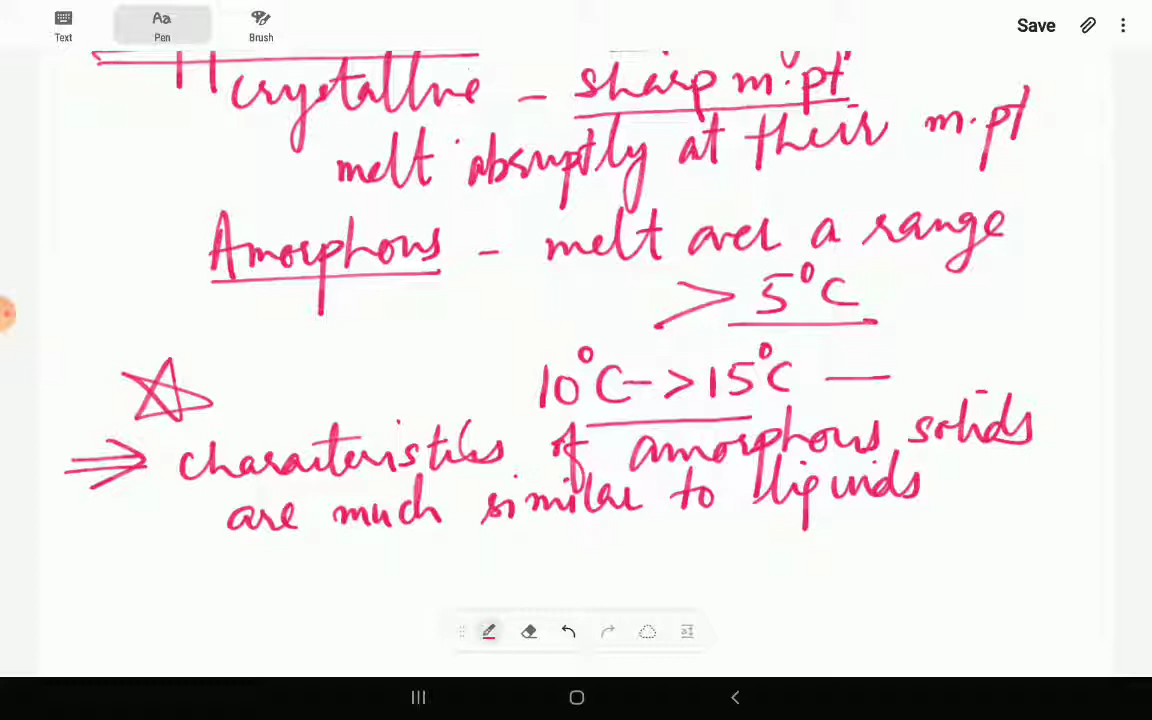 Save
Text
Aa
Pen
Brush
crystalline - sharp m.pt
melt abruptly at their m.pt
Amorphous - melt over a range
> 5°C
10°C -> 15°C —
⇒ characteristics of amorphous solids
are much similar to liquids